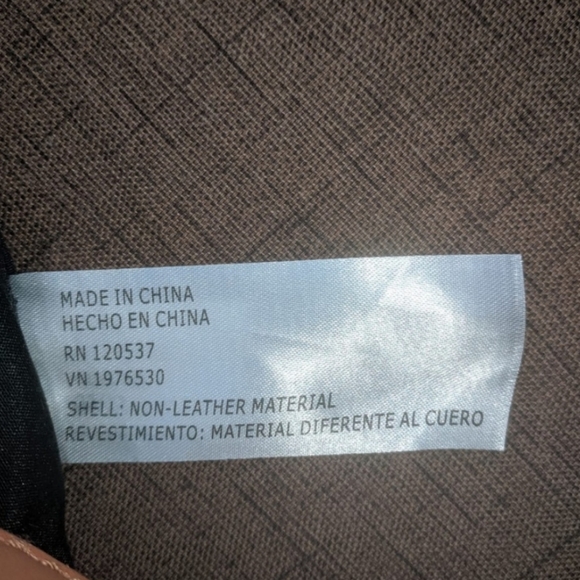 MADE IN CHINA
HECHO EN CHINA
RN 120537
VN 1976530
SHELL: NON-LEATHER MATERIAL
REVESTIMIENTO: MATERIAL DIFERENTE AL CUERO